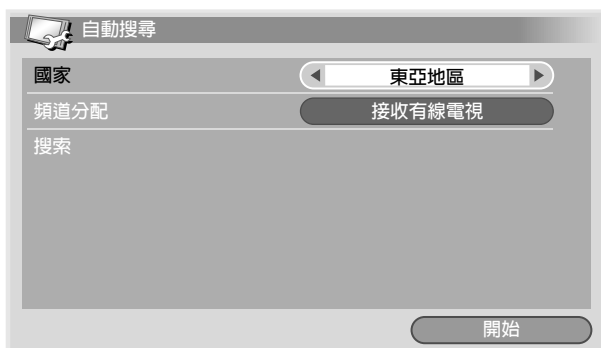 自動搜尋
國家 東亞地區
頻道分配 接收有線電視
搜索
開始